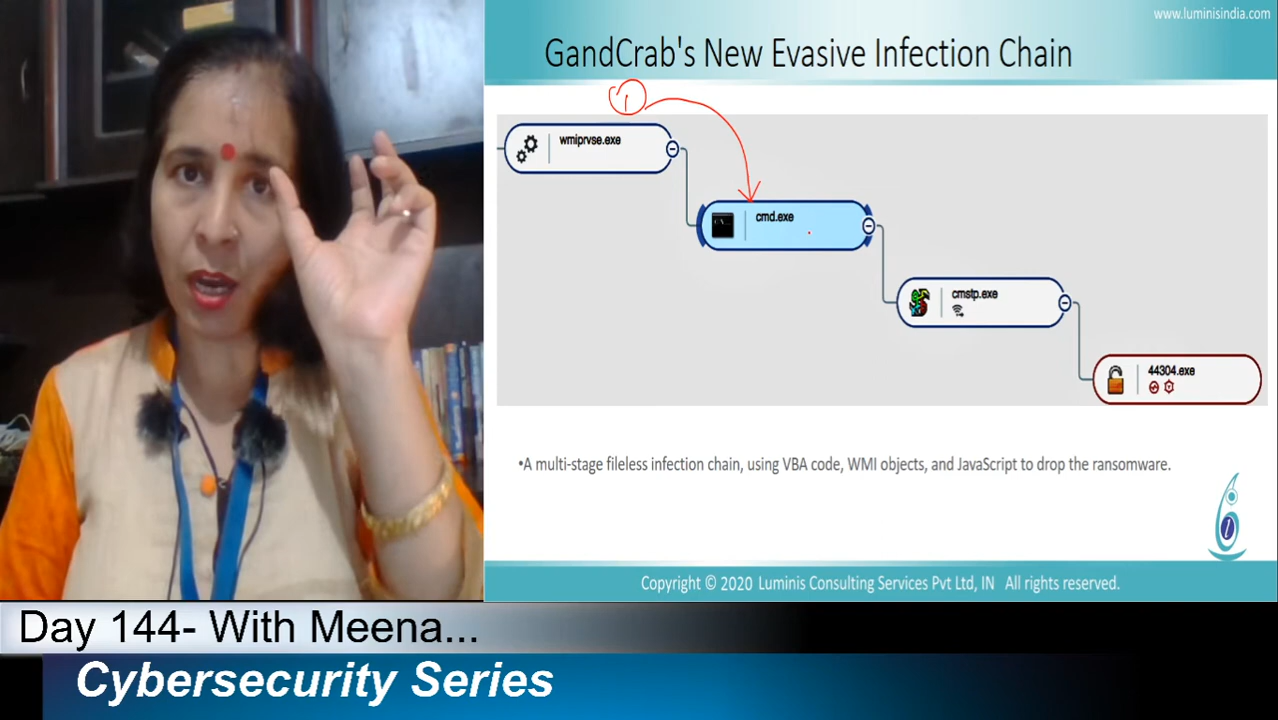 www.luminisindia.com
GandCrab's New Evasive Infection Chain
1
wmiprvse.exe
cmd.exe
cmstp.exe
44304.exe
•A multi-stage fileless infection chain, using VBA code, WMI objects, and JavaScript to drop the ransomware.
Copyright © 2020 Luminis Consulting Services Pvt Ltd, IN All rights reserved.
Day 144- With Meena...
Cybersecurity Series